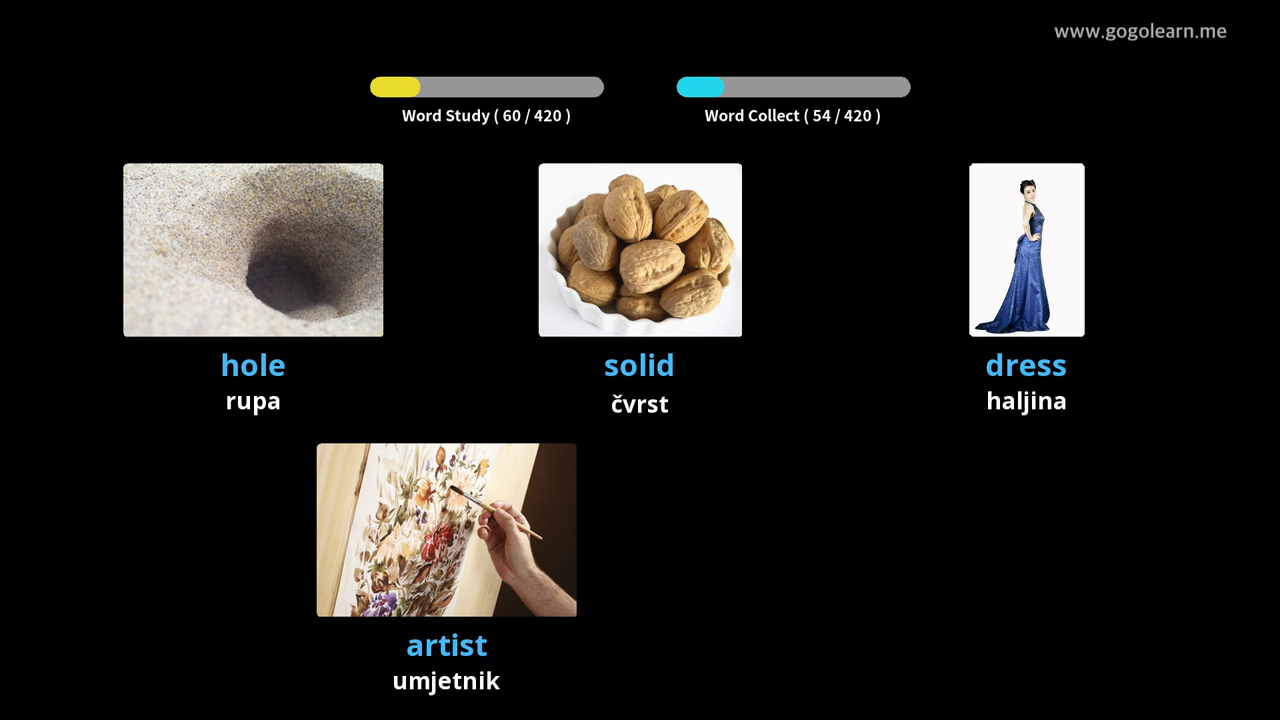 www.gogolearn.me
Word Study ( 60 / 420 )
Word Collect ( 54 / 420 )
hole
rupa
solid
čvrst
dress
haljina
artist
umjetnik